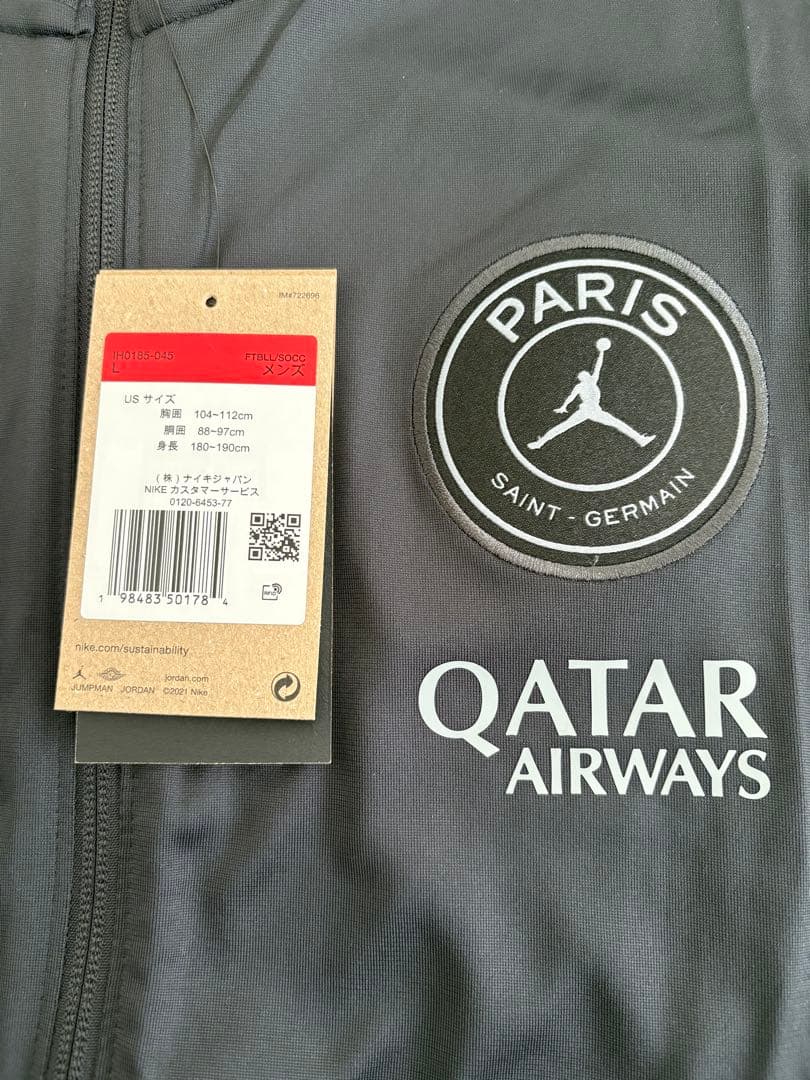 IM#722696
IH0185-045 FTBLL/SOCC
L メンズ
US サイズ
胸囲 104~112cm
胴囲 88~97cm
身長 180~190cm
(株)ナイキジャパン
NIKE カスタマーサービス
0120-6453-77
1 98483 50178 4
RFID
nike.com/sustainability
jordan.com
JUMPMAN JORDAN ©2021 Nike
PARIS
SAINT - GERMAIN
QATAR
AIRWAYS